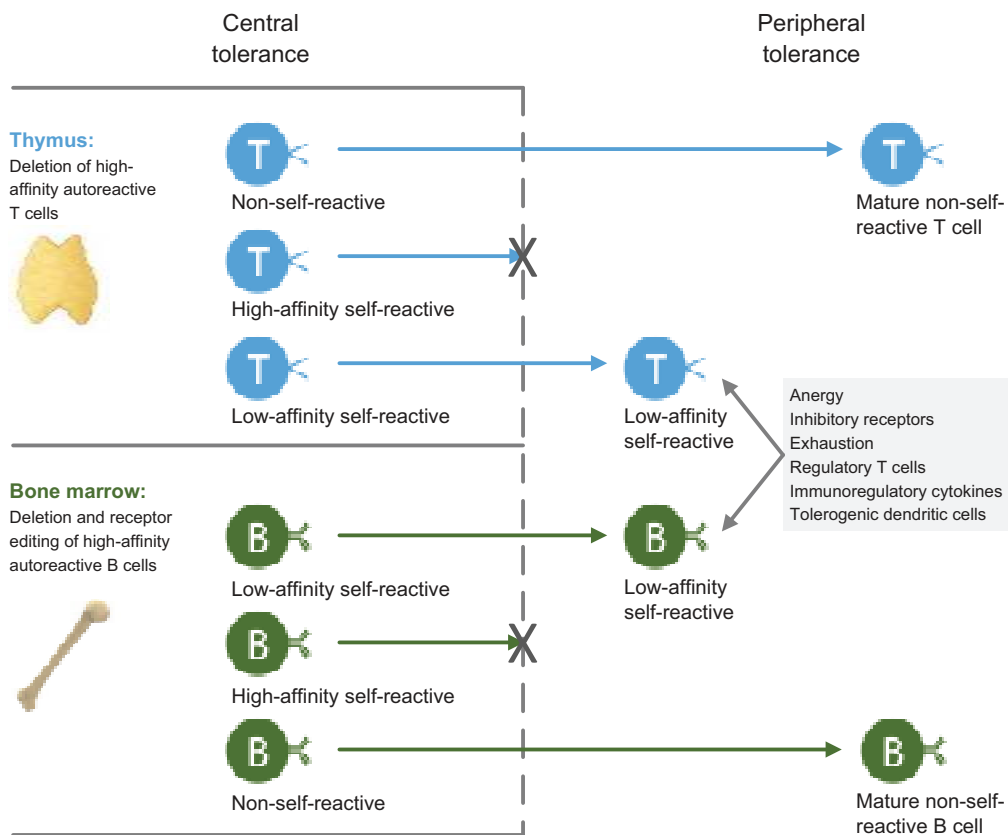 Central
tolerance
Peripheral
tolerance
Thymus:
Deletion of high-
affinity autoreactive
T cells
T
Non-self-reactive
T
Mature non-self-
reactive T cell
T
X
High-affinity self-reactive
T
Low-affinity self-reactive
T
Low-affinity
self-reactive
Anergy
Inhibitory receptors
Exhaustion
Regulatory T cells
Immunoregulatory cytokines
Tolerogenic dendritic cells
Bone marrow:
Deletion and receptor
editing of high-affinity
autoreactive B cells
B
Low-affinity self-reactive
B
Low-affinity
self-reactive
B
X
High-affinity self-reactive
B
Non-self-reactive
B
Mature non-self-
reactive B cell